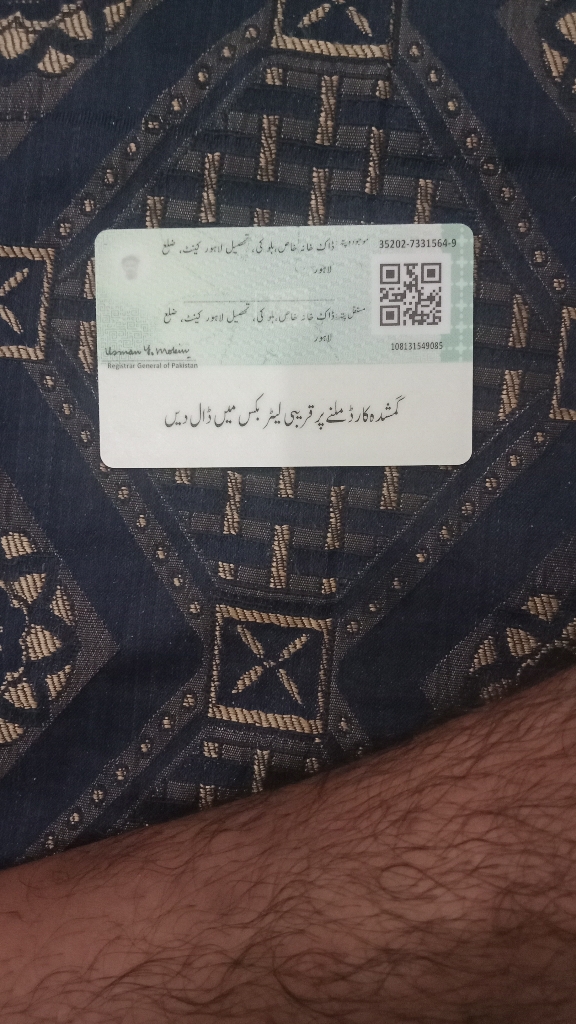 35202-7331564-9
موجودہ پتہ: ڈاک خانہ خاص، ہلو کی، تحصیل لاہور کینٹ، ضلع
لاہور
مستقل پتہ: ڈاک خانہ خاص، ہلو کی، تحصیل لاہور کینٹ، ضلع
لاہور
108131549085
Usman Y. Mobin
Registrar General of Pakistan
گمشدہ کارڈ ملنے پر قریبی لیٹر بکس میں ڈال دیں